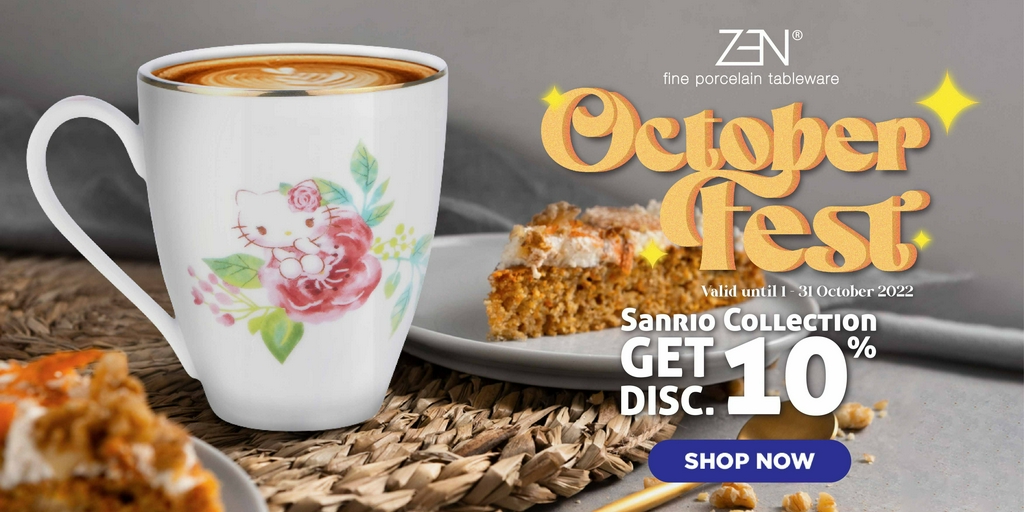 ZEN®
fine porcelain tableware
October
fest
Valid until 1 - 31 October 2022
Sanrio Collection
GET
DISC. 10%
SHOP NOW